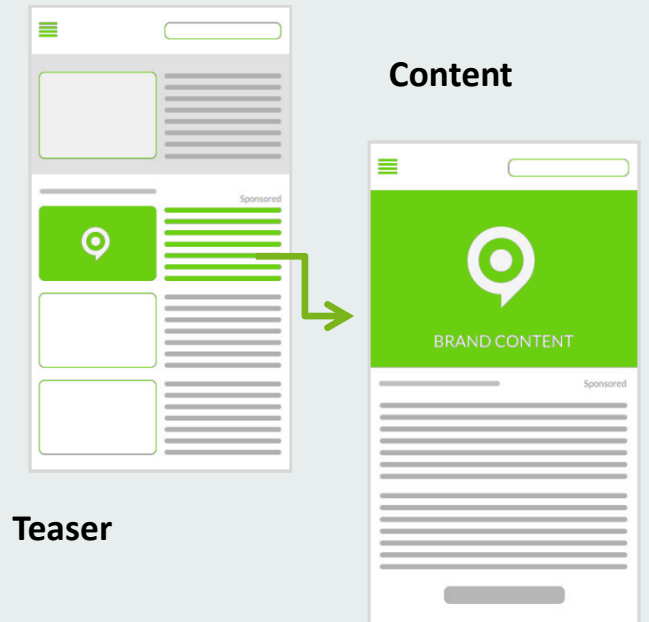 Content
Sponsored
BRAND CONTENT
Sponsored
Teaser